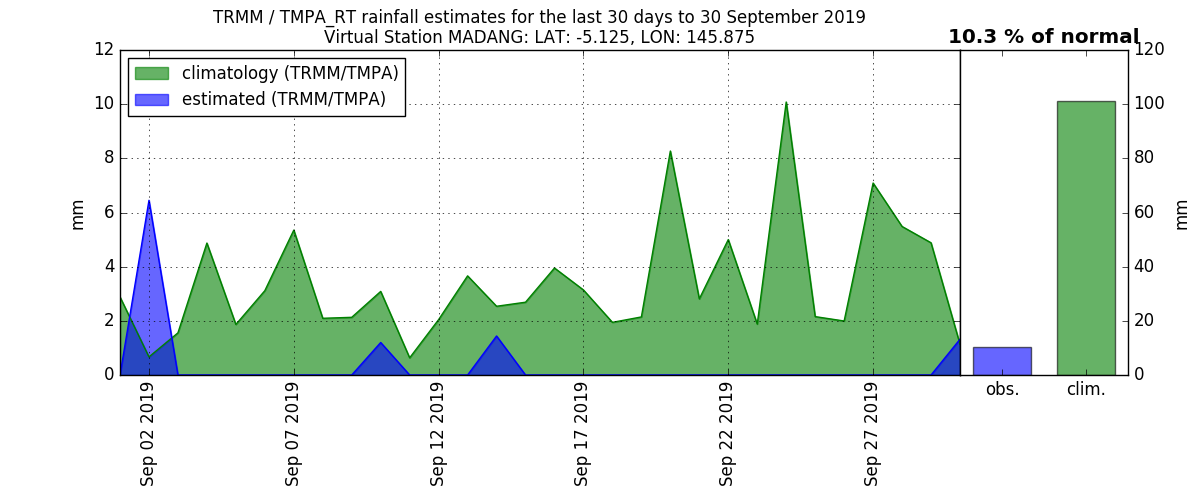 TRMM / TMPA_RT rainfall estimates for the last 30 days to 30 September 2019
Virtual Station MADANG: LAT: -5.125, LON: 145.875
10.3 % of normal
climatology (TRMM/TMPA)
estimated (TRMM/TMPA)
12
10
8
6
4
2
0
mm
Sep 02 2019
Sep 07 2019
Sep 12 2019
Sep 17 2019
Sep 22 2019
Sep 27 2019
120
100
80
60
40
20
0
mm
obs.
clim.